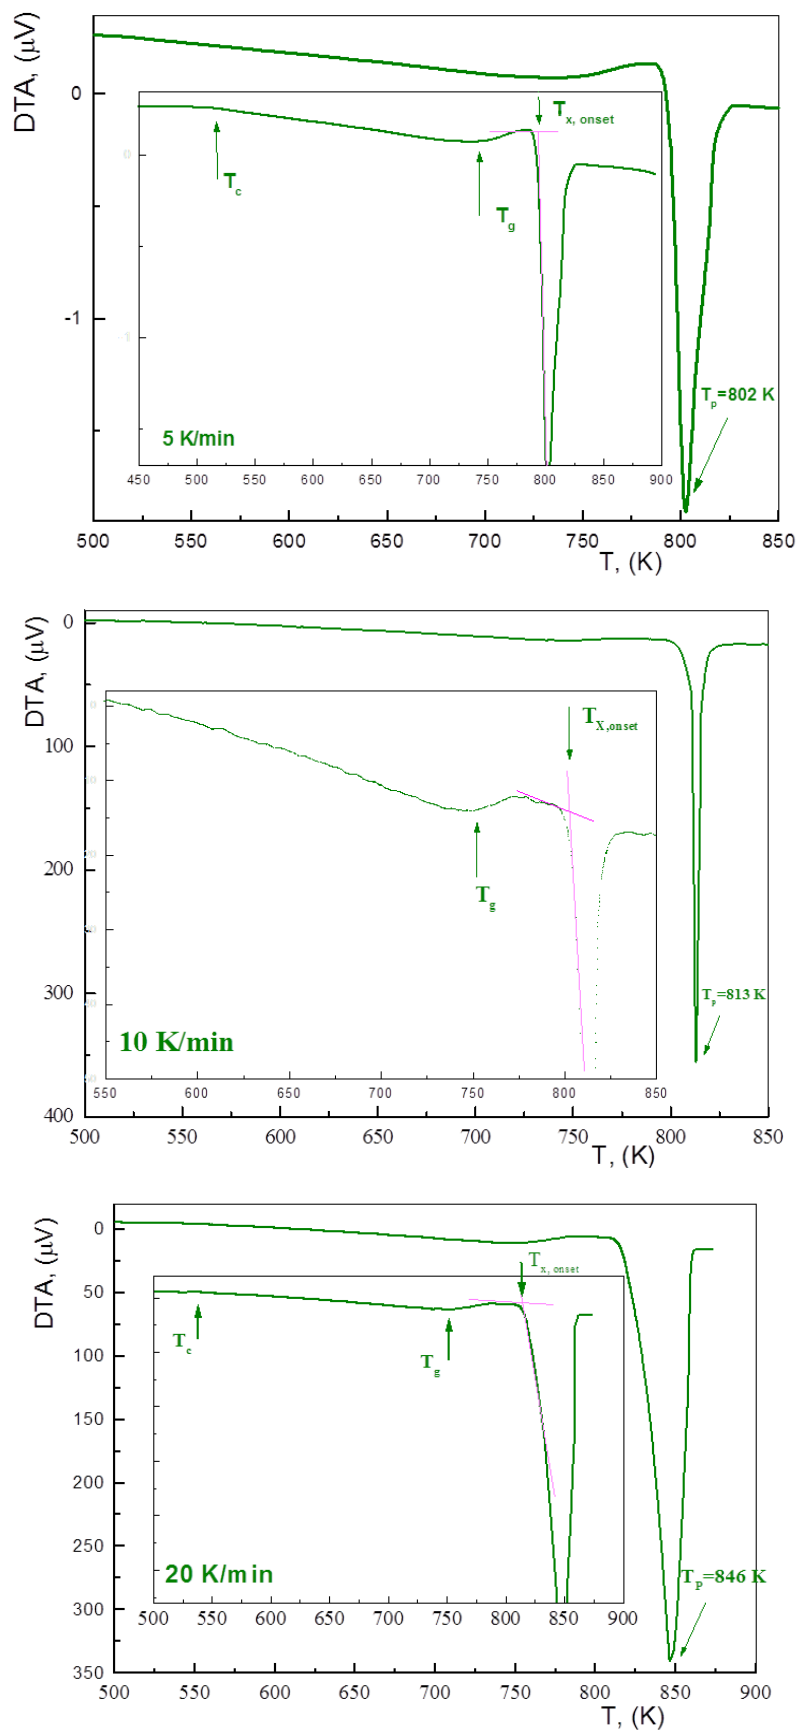 DTA, (μV)
0
-1
T_x, onset
T_c
T_g
0
-1
T_p=802 K
5 K/min
450 500 550 600 650 700 750 800 850 900
500 550 600 650 700 750 800 850
T, (K)
DTA, (μV)
0
100
200
300
400
T_X,onset
T_g
T_p=813 K
10 K/min
550 600 650 700 750 800 850
500 550 600 650 700 750 800 850
T, (K)
DTA, (μV)
0
50
100
150
200
250
300
350
T_x, onset
T_c
T_g
T_p=846 K
20 K/min
500 550 600 650 700 750 800 850 900
500 550 600 650 700 750 800 850 900
T, (K)